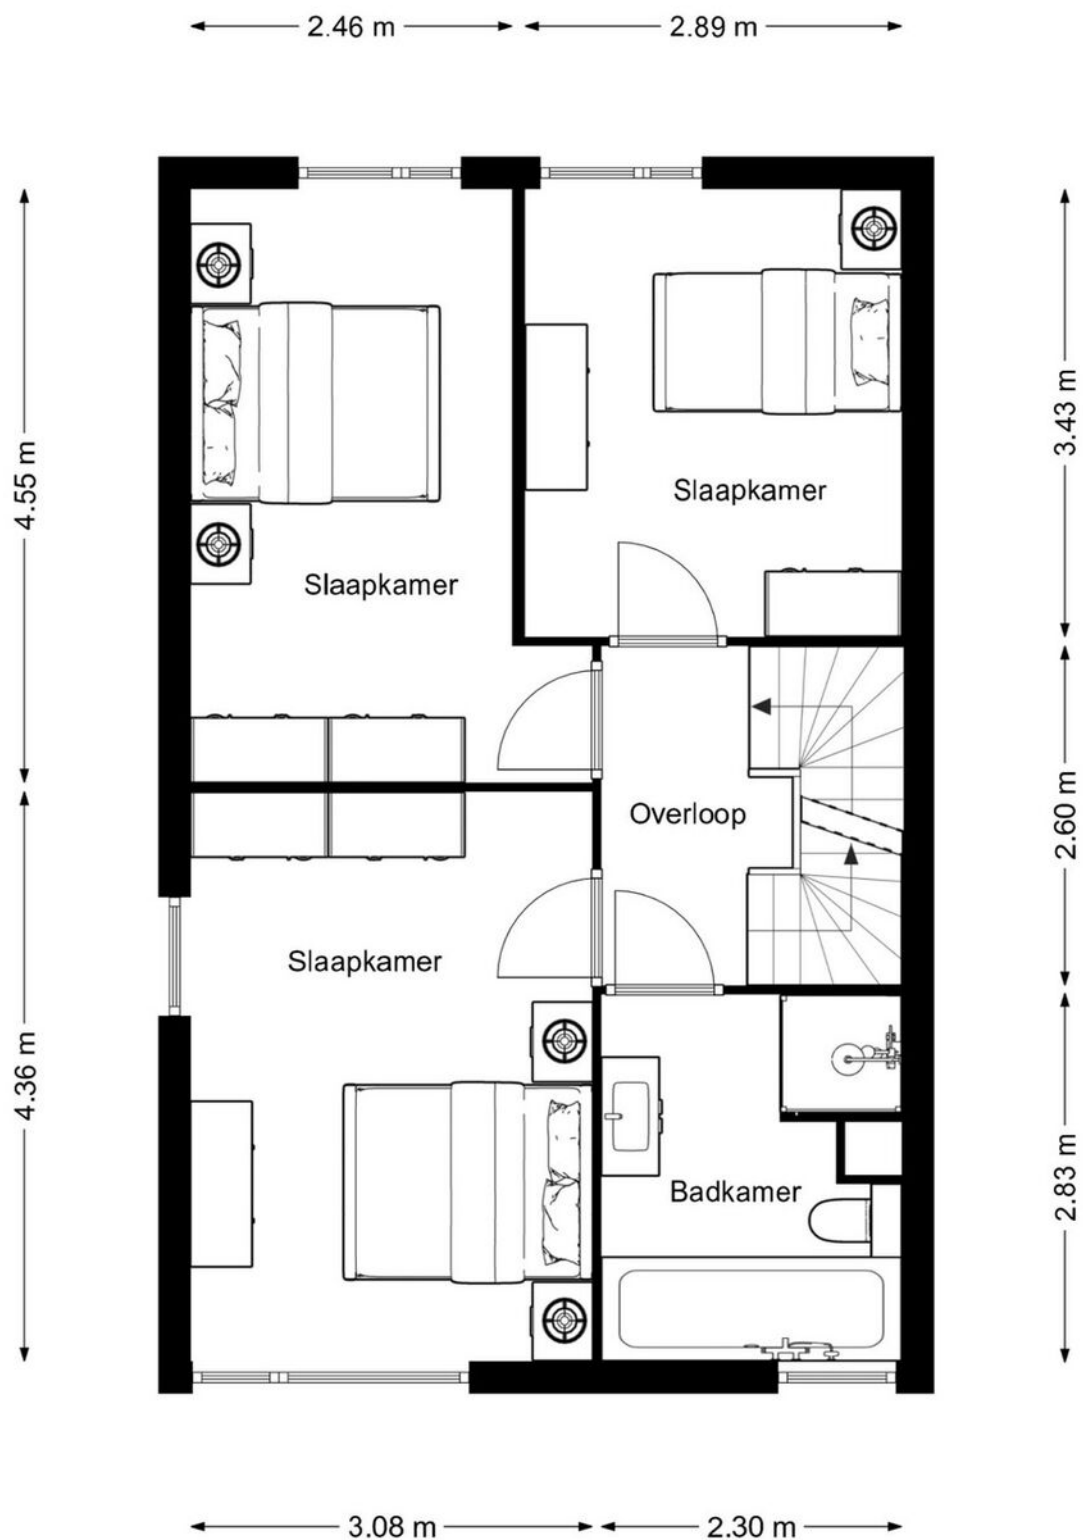 2.46 m
2.89 m
4.55 m
3.43 m
Slaapkamer
Slaapkamer
Overloop
2.60 m
Slaapkamer
4.36 m
Badkamer
2.83 m
3.08 m
2.30 m